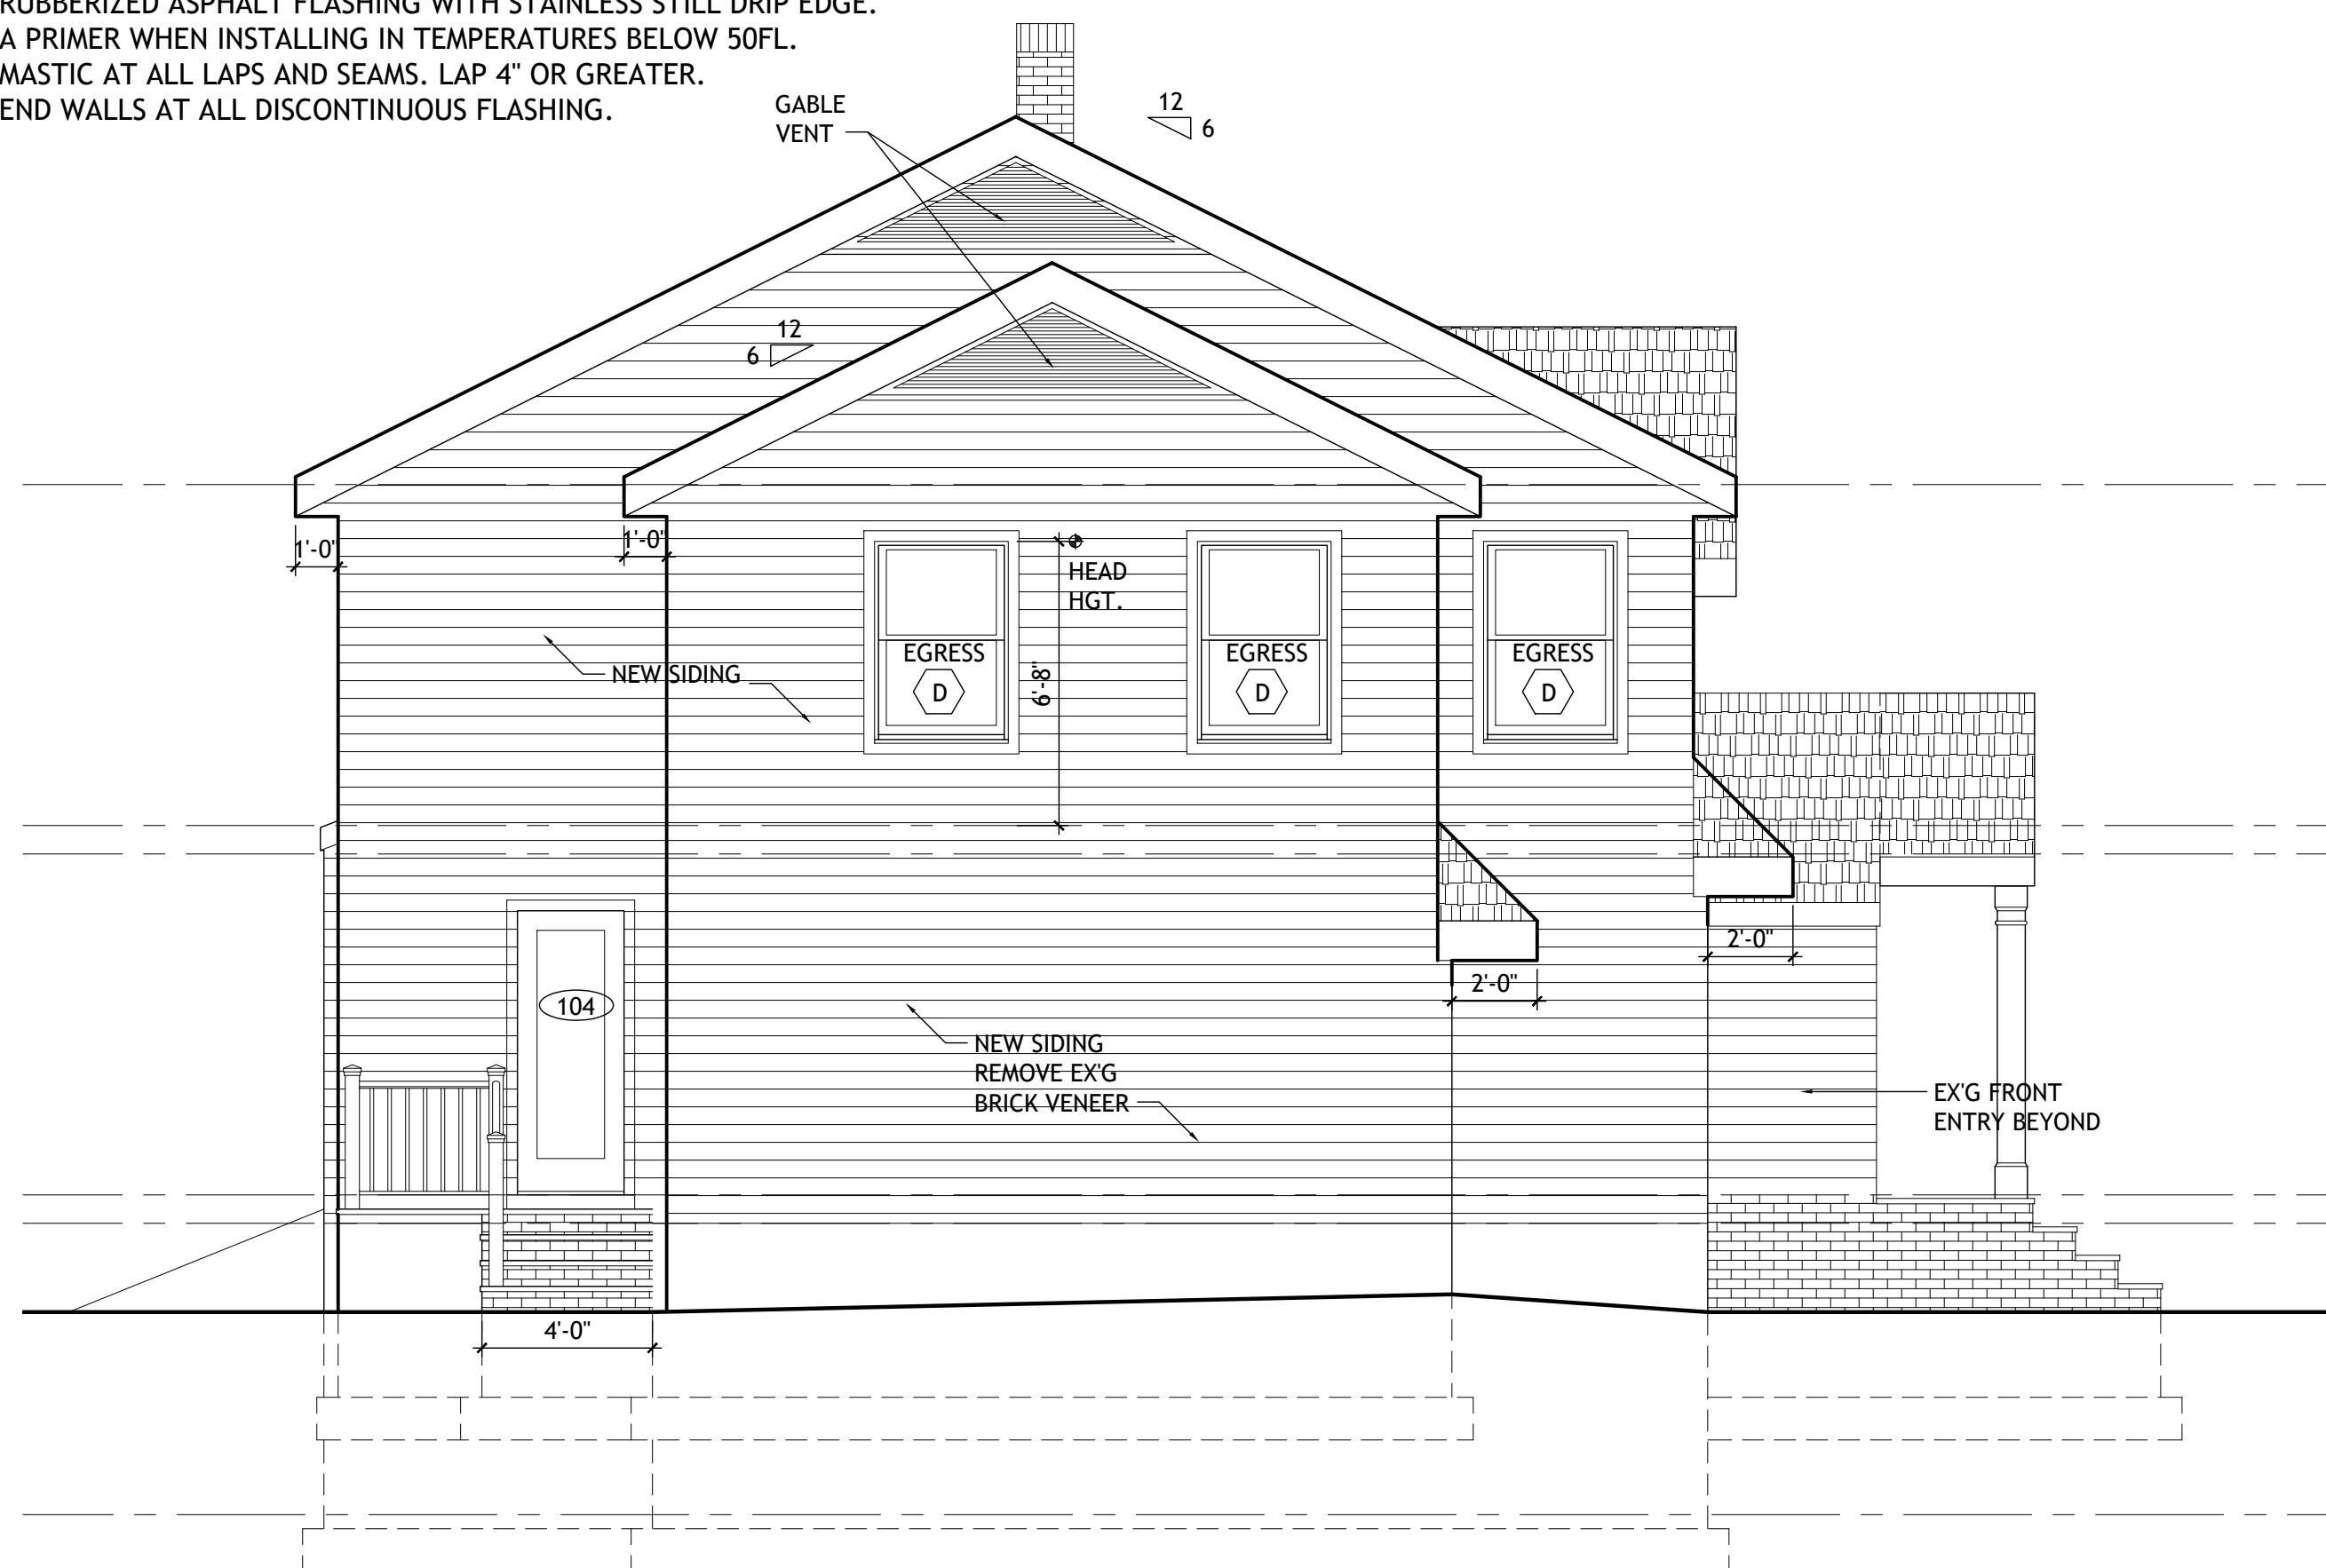 RUBBERIZED ASPHALT FLASHING WITH STAINLESS STILL DRIP EDGE.
A PRIMER WHEN INSTALLING IN TEMPERATURES BELOW 50FL.
MASTIC AT ALL LAPS AND SEAMS. LAP 4" OR GREATER.
END WALLS AT ALL DISCONTINUOUS FLASHING.
GABLE
VENT
12
6
12
6
1'-0"
1'-0"
HEAD
HGT.
6'-8"
EGRESS
D
EGRESS
D
EGRESS
D
NEW SIDING
2'-0"
2'-0"
104
NEW SIDING
REMOVE EX'G
BRICK VENEER
EX'G FRONT
ENTRY BEYOND
4'-0"